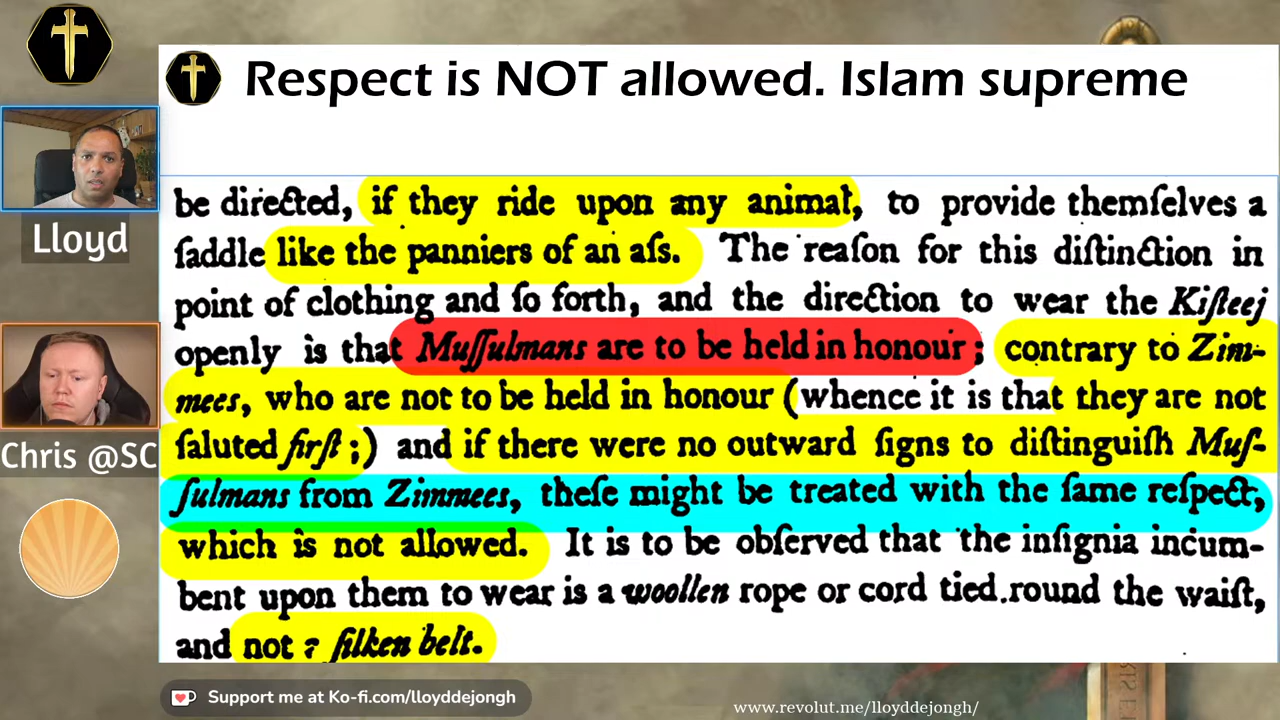 Respect is NOT allowed. Islam supreme
Lloyd
Chris @SC
be directed, if they ride upon any animal, to provide themſelves a
ſaddle like the panniers of an aſs. The reaſon for this diſtinction in
point of clothing and ſo forth, and the direction to wear the Kiſteej
openly is that Muſſulmans are to be held in honour; contrary to Zim-
mees, who are not to be held in honour (whence it is that they are not
ſaluted firſt;) and if there were no outward ſigns to diſtinguiſh Muſ-
ſulmans from Zimmees, theſe might be treated with the ſame reſpect,
which is not allowed. It is to be obſerved that the inſignia incum-
bent upon them to wear is a woollen rope or cord tied round the waiſt,
and not a ſilken belt.
Support me at Ko-fi.com/lloyddejongh
www.revolut.me/lloyddejongh/